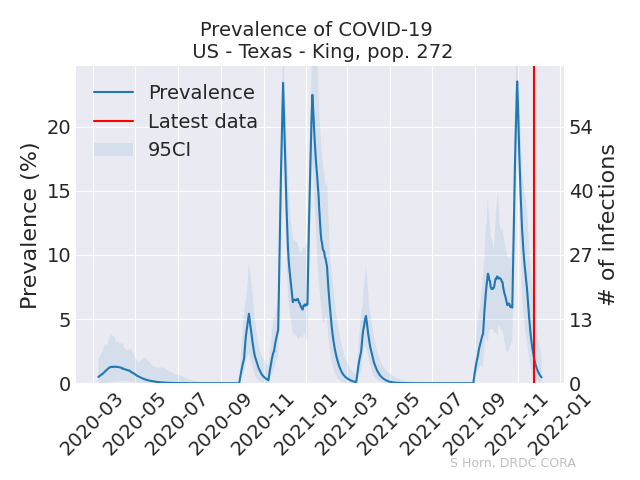 Prevalence of COVID-19
US - Texas - King, pop. 272
Prevalence
Latest data
95CI
Prevalence (%)
20
15
10
5
0
54
40
27
13
0
# of infections
2020-03
2020-05
2020-07
2020-09
2020-11
2021-01
2021-03
2021-05
2021-07
2021-09
2021-11
2022-01
S Horn, DRDC CORA